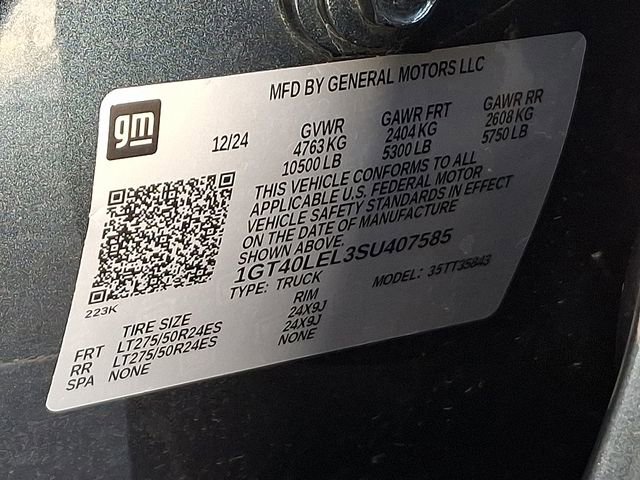 MFD BY GENERAL MOTORS LLC
gm
12/24
GVWR GAWR FRT GAWR RR
4763 KG 2404 KG 2608 KG
10500 LB 5300 LB 5750 LB
THIS VEHICLE CONFORMS TO ALL
APPLICABLE U.S. FEDERAL MOTOR
VEHICLE SAFETY STANDARDS IN EFFECT
ON THE DATE OF MANUFACTURE
SHOWN ABOVE.
1GT40LEL3SU407585
TYPE: TRUCK MODEL: 35TT35843
223K
TIRE SIZE RIM
FRT LT275/50R24ES 24X9J
RR LT275/50R24ES 24X9J
SPA NONE NONE